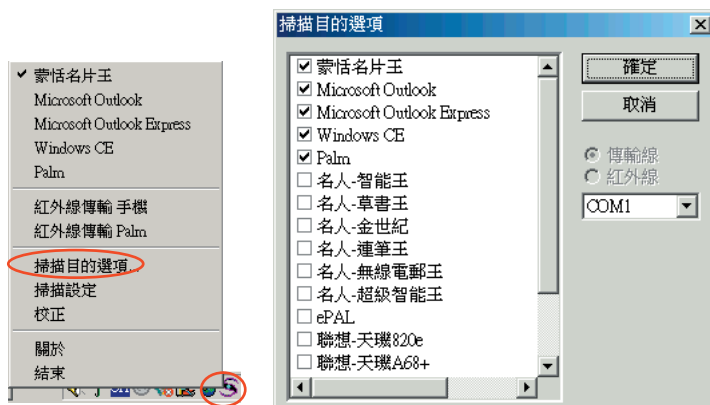 蒙恬名片王
Microsoft Outlook
Microsoft Outlook Express
Windows CE
Palm
紅外線傳輸 手機
紅外線傳輸 Palm
掃描目的選項...
掃描設定
校正
關於
結束
掃描目的選項
蒙恬名片王
Microsoft Outlook
Microsoft Outlook Express
Windows CE
Palm
名人-智能王
名人-草書王
名人-金世紀
名人-連筆王
名人-無線電郵王
名人-超級智能王
ePAL
聯想-天璣820e
聯想-天璣A68+
確定
取消
傳輸線
紅外線
COM1